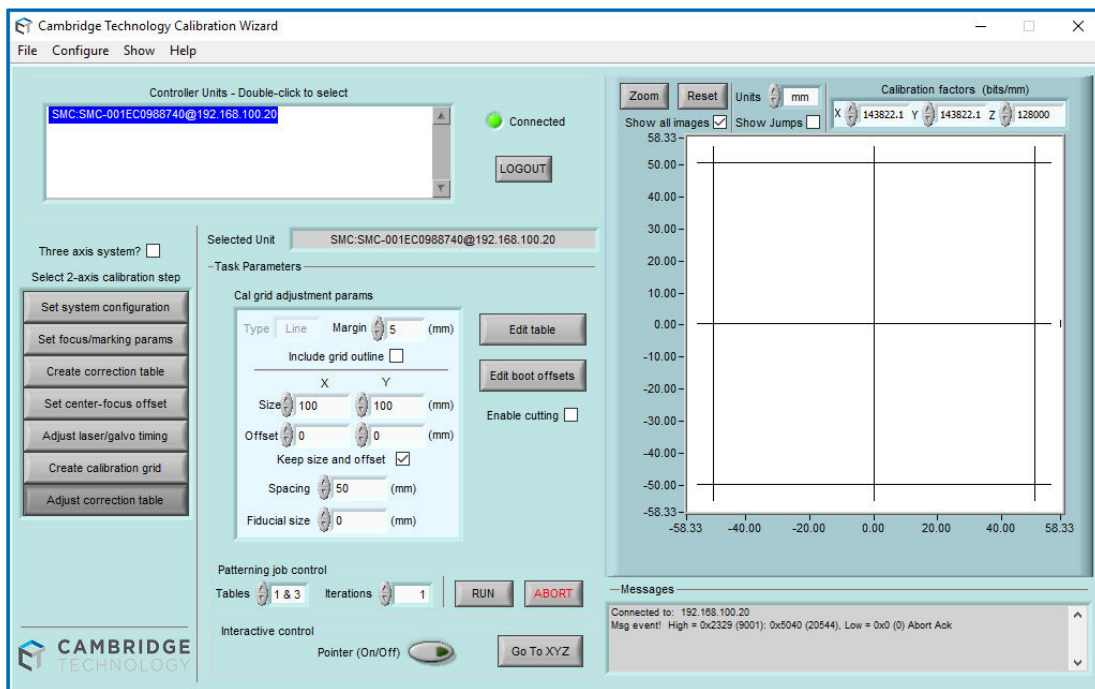 Cambridge Technology Calibration Wizard
File Configure Show Help
Controller Units - Double-click to select
SMC:SMC-001EC0988740@192.168.100.20
Connected
LOGOUT
Three axis system?
Select 2-axis calibration step
Set system configuration
Set focus/marking params
Create correction table
Set center-focus offset
Adjust laser/galvo timing
Create calibration grid
Adjust correction table
CAMBRIDGE
TECHNOLOGY
Selected Unit SMC:SMC-001EC0988740@192.168.100.20
Task Parameters
Cal grid adjustment params
Type Line Margin 5 (mm)
Include grid outline
X Y
Size 100 100 (mm)
Offset 0 0 (mm)
Keep size and offset
Spacing 50 (mm)
Fiducial size 0 (mm)
Edit table
Edit boot offsets
Enable cutting
Patterning job control
Tables 1 & 3 Iterations 1 RUN ABORT
Interactive control
Pointer (On/Off) Go To XYZ
Zoom Reset Units mm
Calibration factors (bits/mm)
Show all images Show Jumps X 143822.1 Y 143822.1 Z 128000
58.33
50.00
40.00
30.00
20.00
10.00
0.00
-10.00
-20.00
-30.00
-40.00
-50.00
-58.33
-58.33 -40.00 -20.00 0.00 20.00 40.00 58.33
Messages
Connected to: 192.168.100.20
Msg event! High = 0x2329 (9001): 0x5040 (20544), Low = 0x0 (0) Abort Ack